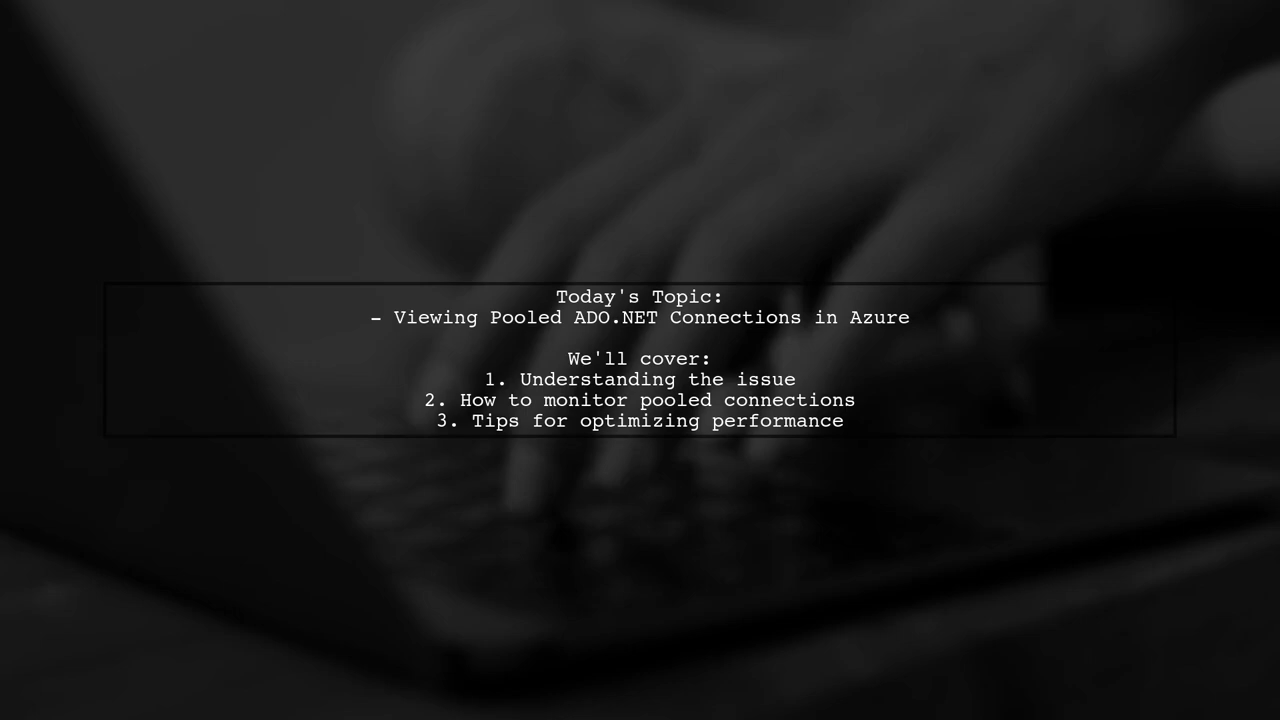 Today's Topic:
- Viewing Pooled ADO.NET Connections in Azure
We'll cover:
1. Understanding the issue
2. How to monitor pooled connections
3. Tips for optimizing performance